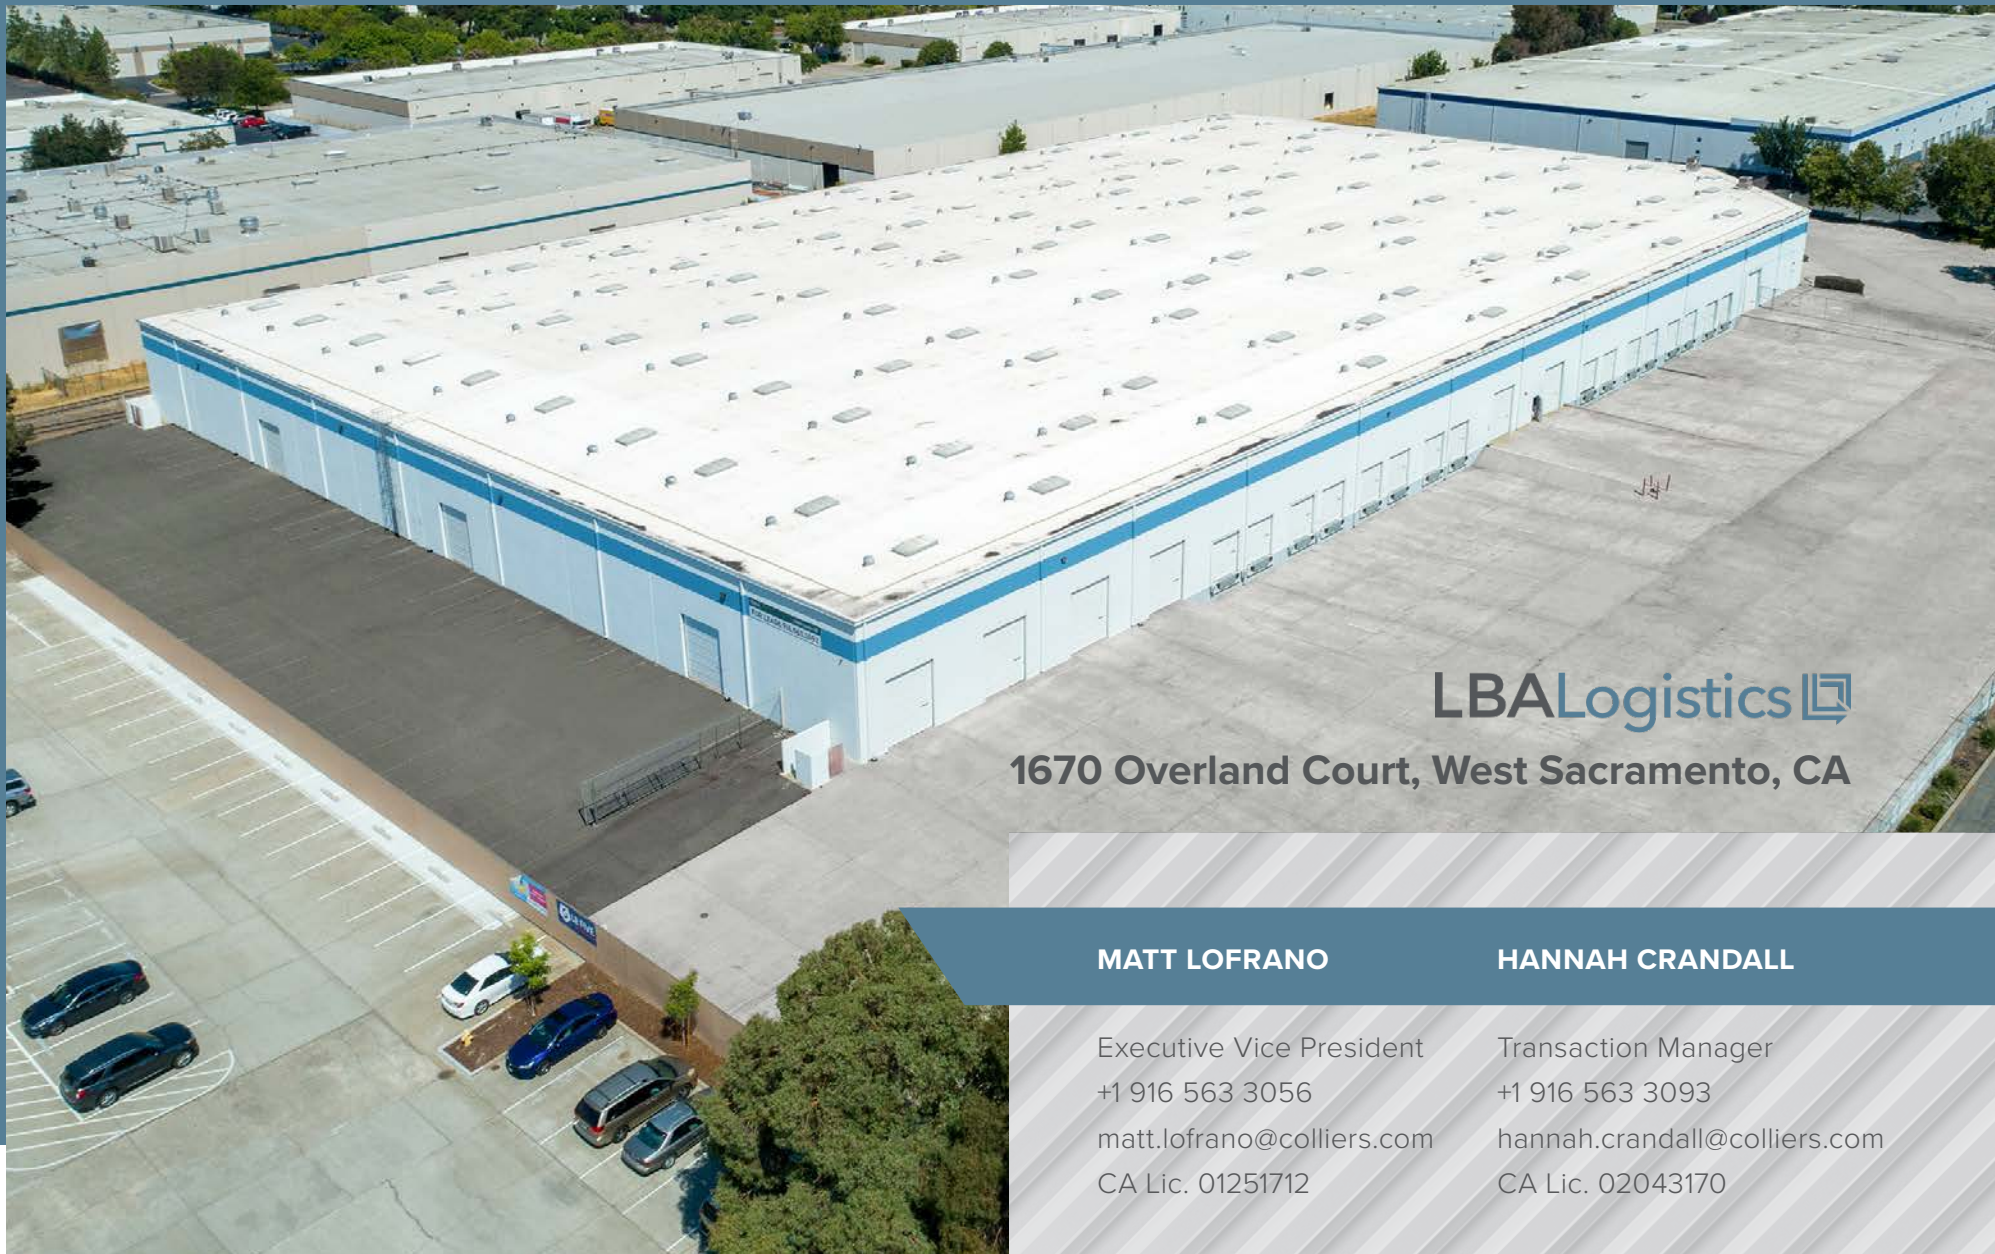 FOR LEASE
LBALogistics
1670 Overland Court, West Sacramento, CA
MATT LOFRANO
HANNAH CRANDALL
Executive Vice President
+1 916 563 3056
matt.lofrano@colliers.com
CA Lic. 01251712
Transaction Manager
+1 916 563 3093
hannah.crandall@colliers.com
CA Lic. 02043170